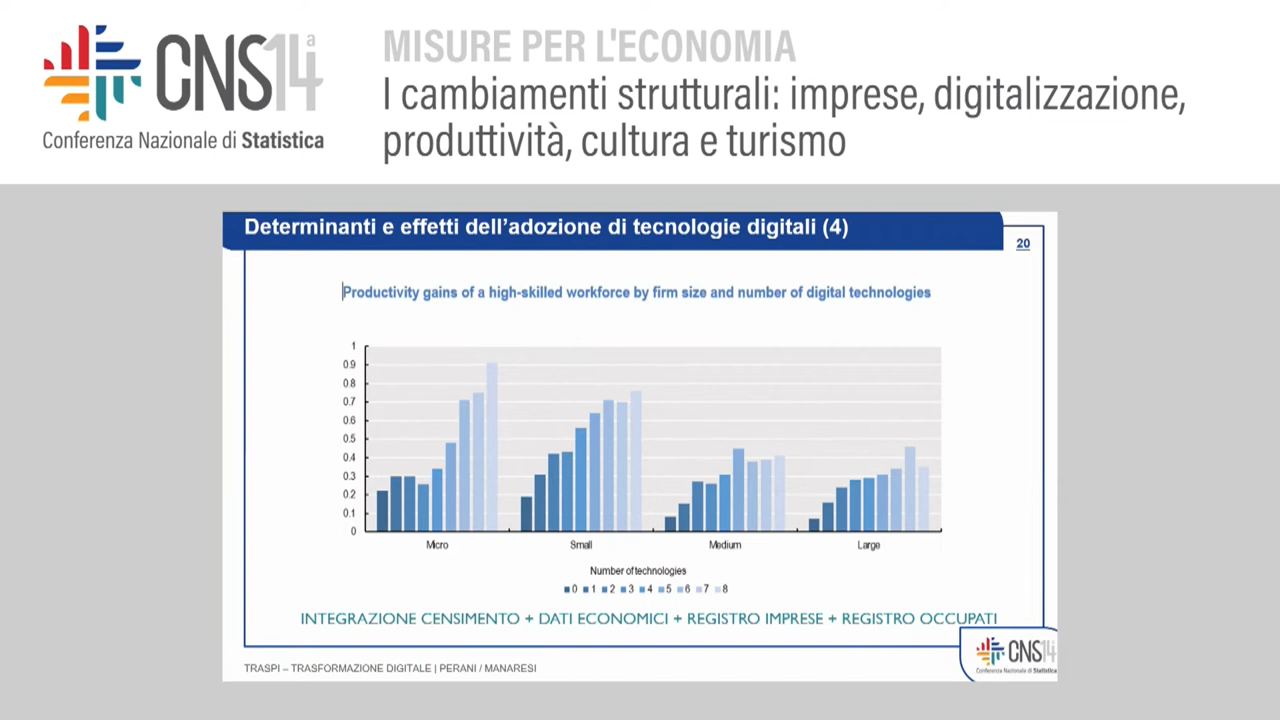 CNS14ª
Conferenza Nazionale di Statistica
MISURE PER L'ECONOMIA
I cambiamenti strutturali: imprese, digitalizzazione,
produttività, cultura e turismo
Determinanti e effetti dell'adozione di tecnologie digitali (4)
20
Productivity gains of a high-skilled workforce by firm size and number of digital technologies
1
0.9
0.8
0.7
0.6
0.5
0.4
0.3
0.2
0.1
0
Micro Small Medium Large
Number of technologies
0 1 2 3 4 5 6 7 8
INTEGRAZIONE CENSIMENTO + DATI ECONOMICI + REGISTRO IMPRESE + REGISTRO OCCUPATI
TRASPI – TRASFORMAZIONE DIGITALE | PERANI / MANARESI
CNS14
Conferenza Nazionale di Statistica